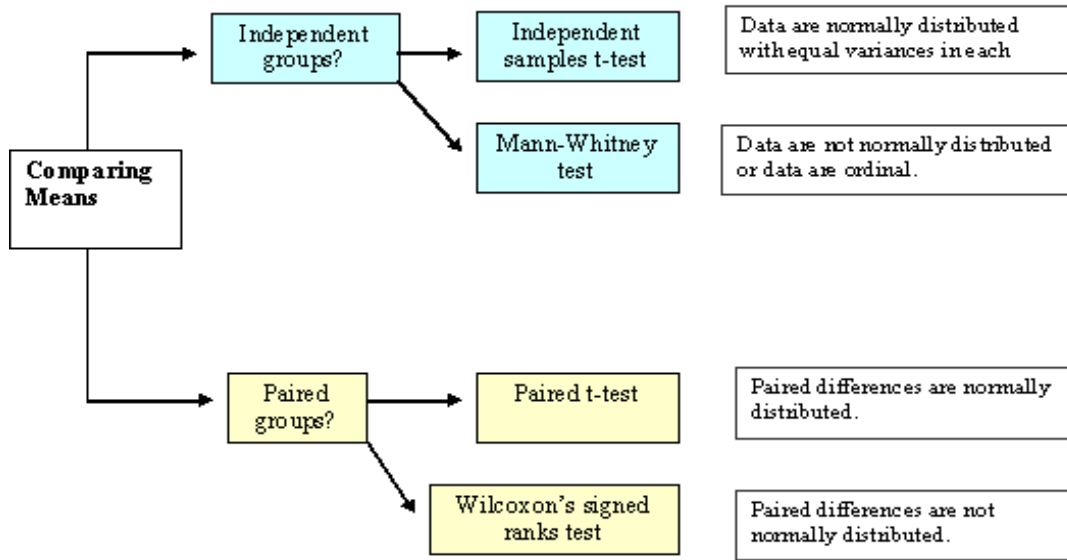 Independent
groups?
Independent
samples t-test
Data are normally distributed
with equal variances in each
Mann-Whitney
test
Data are not normally distributed
or data are ordinal.
Comparing
Means
Paired
groups?
Paired t-test
Paired differences are normally
distributed.
Wilcoxon's signed
ranks test
Paired differences are not
normally distributed.